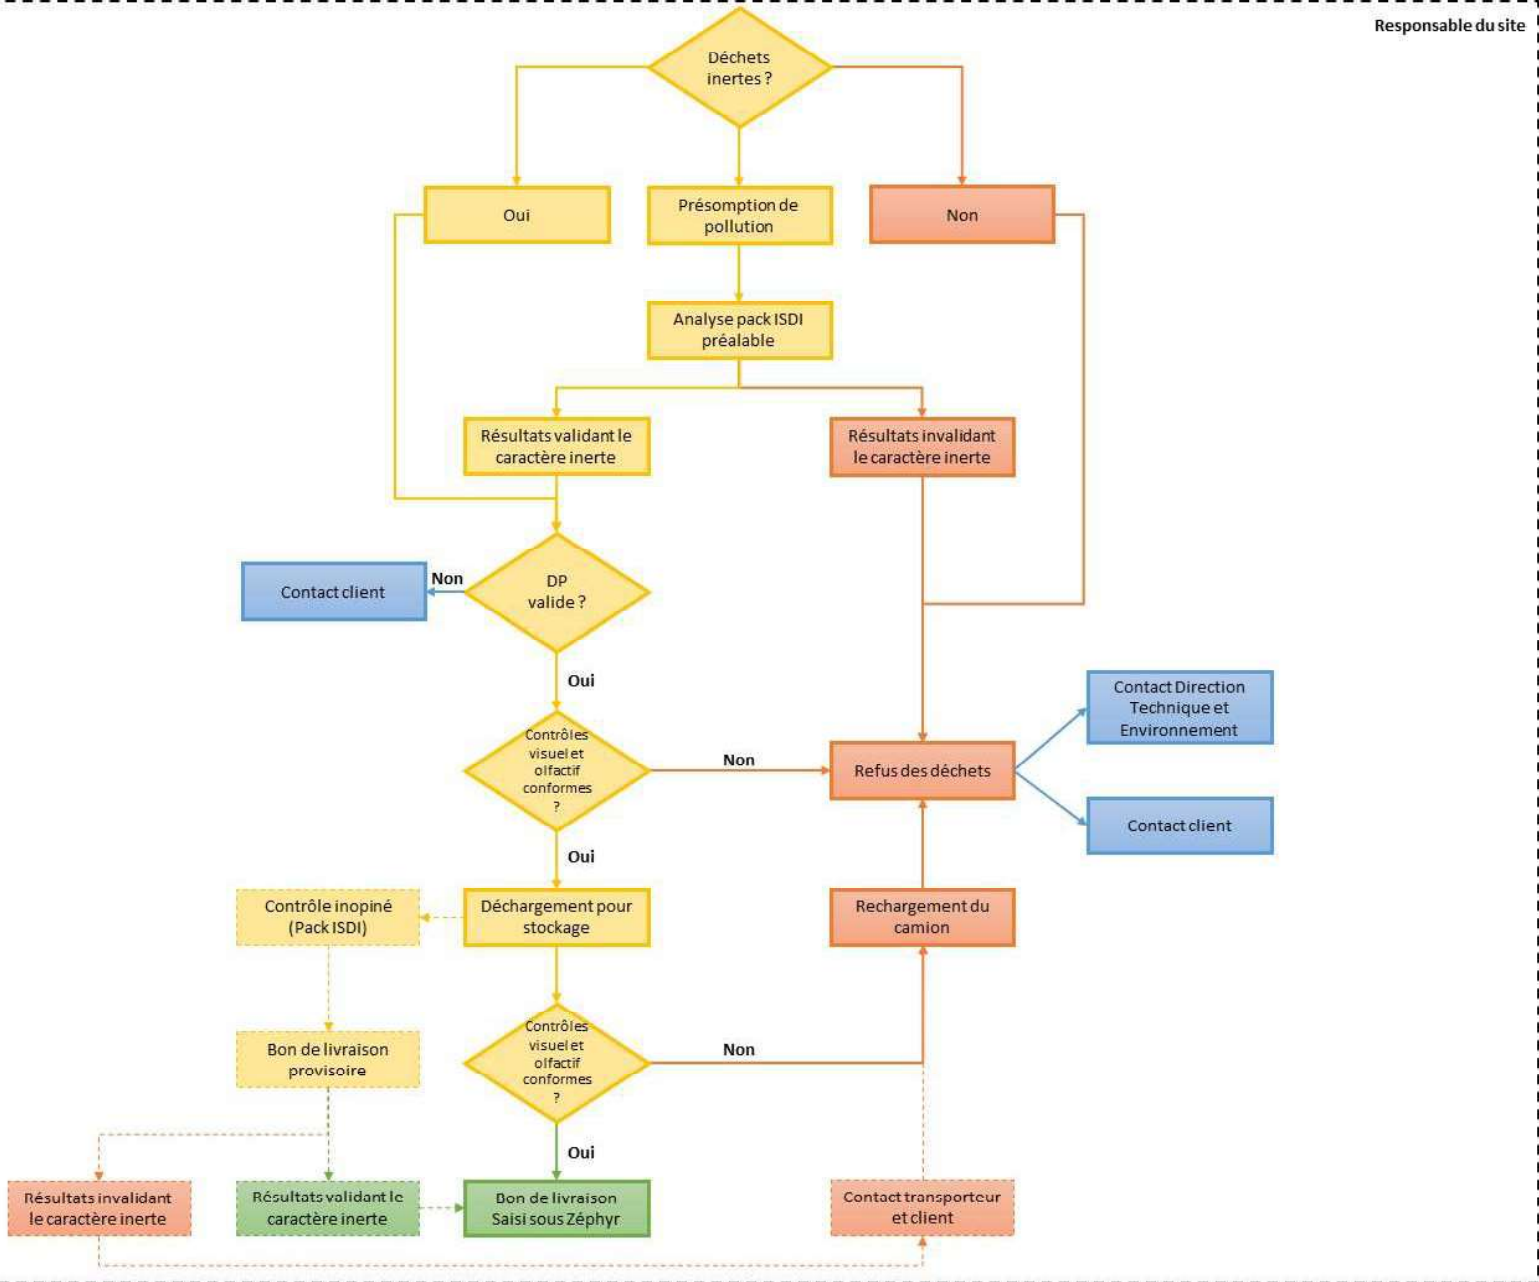 Responsable du site
Déchets
inertes ?
Oui
Présomption de
pollution
Non
Analyse pack ISDI
préalable
Résultats validant le
caractère inerte
Résultats invalidant
le caractère inerte
Contact client
Non
DP
valide ?
Oui
Contrôles
visuel et
olfactif
conformes
?
Non
Refus des déchets
Contact Direction
Technique et
Environnement
Contact client
Oui
Contrôle inopiné
(Pack ISDI)
Déchargement pour
stockage
Rechargement du
camion
Bon de livraison
provisoire
Contrôles
visuel et
olfactif
conformes
?
Non
Oui
Résultats invalidant
le caractère inerte
Résultats validant le
caractère inerte
Bon de livraison
Saisi sous Zéphyr
Contact transporteur
et client